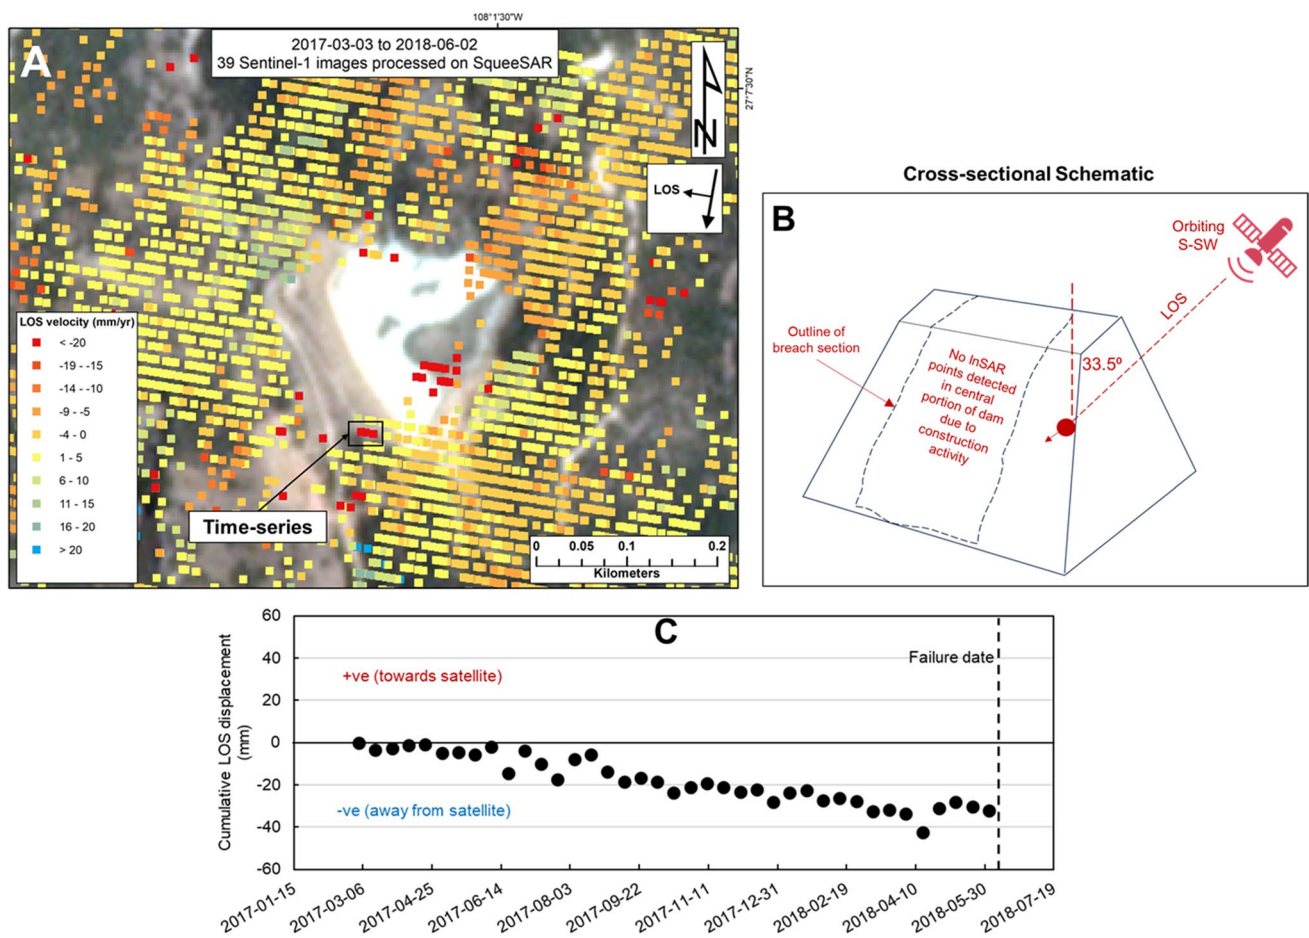 108°1'30"W
A
2017-03-03 to 2018-06-02
39 Sentinel-1 images processed on SqueeSAR
N
27°7'30"N
LOS
LOS velocity (mm/yr)
< -20
-19 - -15
-14 - -10
-9 - -5
-4 - 0
1 - 5
6 - 10
11 - 15
16 - 20
> 20
Time-series
0 0.05 0.1 0.2
Kilometers
Cross-sectional Schematic
B
Orbiting
S-SW
LOS
Outline of
breach section
33.5º
No InSAR
points detected
in central
portion of dam
due to
construction
activity
C
Cumulative LOS displacement
(mm)
60
40
20
0
-20
-40
-60
+ve (towards satellite)
-ve (away from satellite)
Failure date
2017-01-15
2017-03-06
2017-04-25
2017-06-14
2017-08-03
2017-09-22
2017-11-11
2017-12-31
2018-02-19
2018-04-10
2018-05-30
2018-07-19